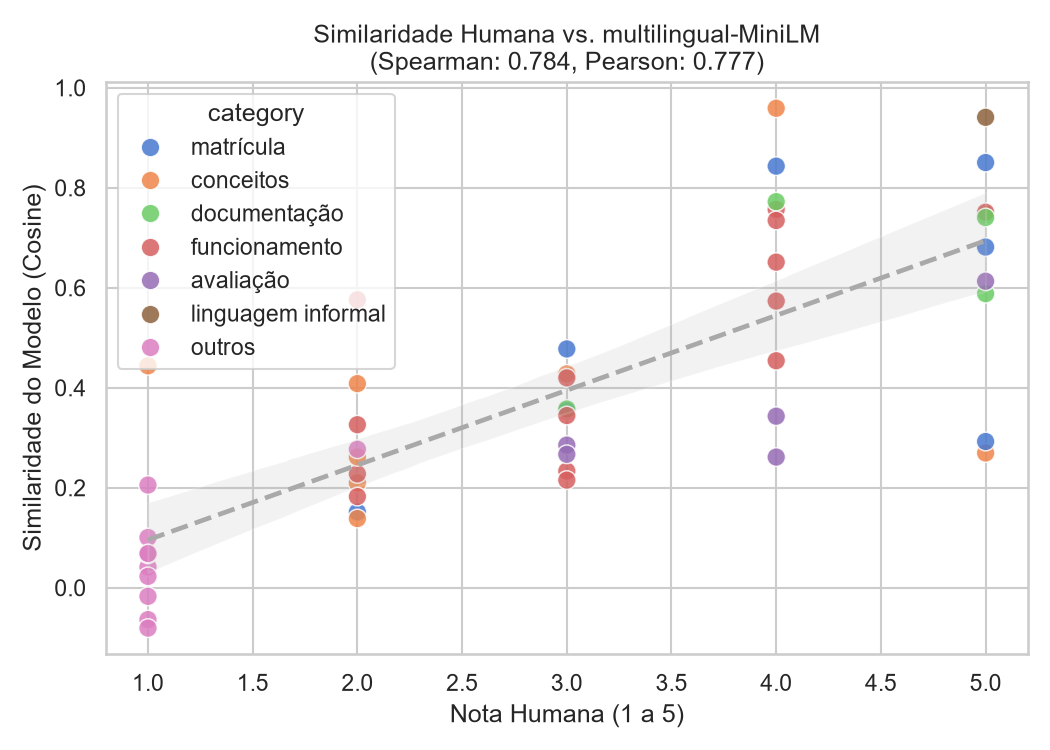 Similaridade Humana vs. multilingual-MiniLM
(Spearman: 0.784, Pearson: 0.777)
category
matrícula
conceitos
documentação
funcionamento
avaliação
linguagem informal
outros
Similaridade do Modelo (Cosine)
1.0
0.8
0.6
0.4
0.2
0.0
1.0 1.5 2.0 2.5 3.0 3.5 4.0 4.5 5.0
Nota Humana (1 a 5)